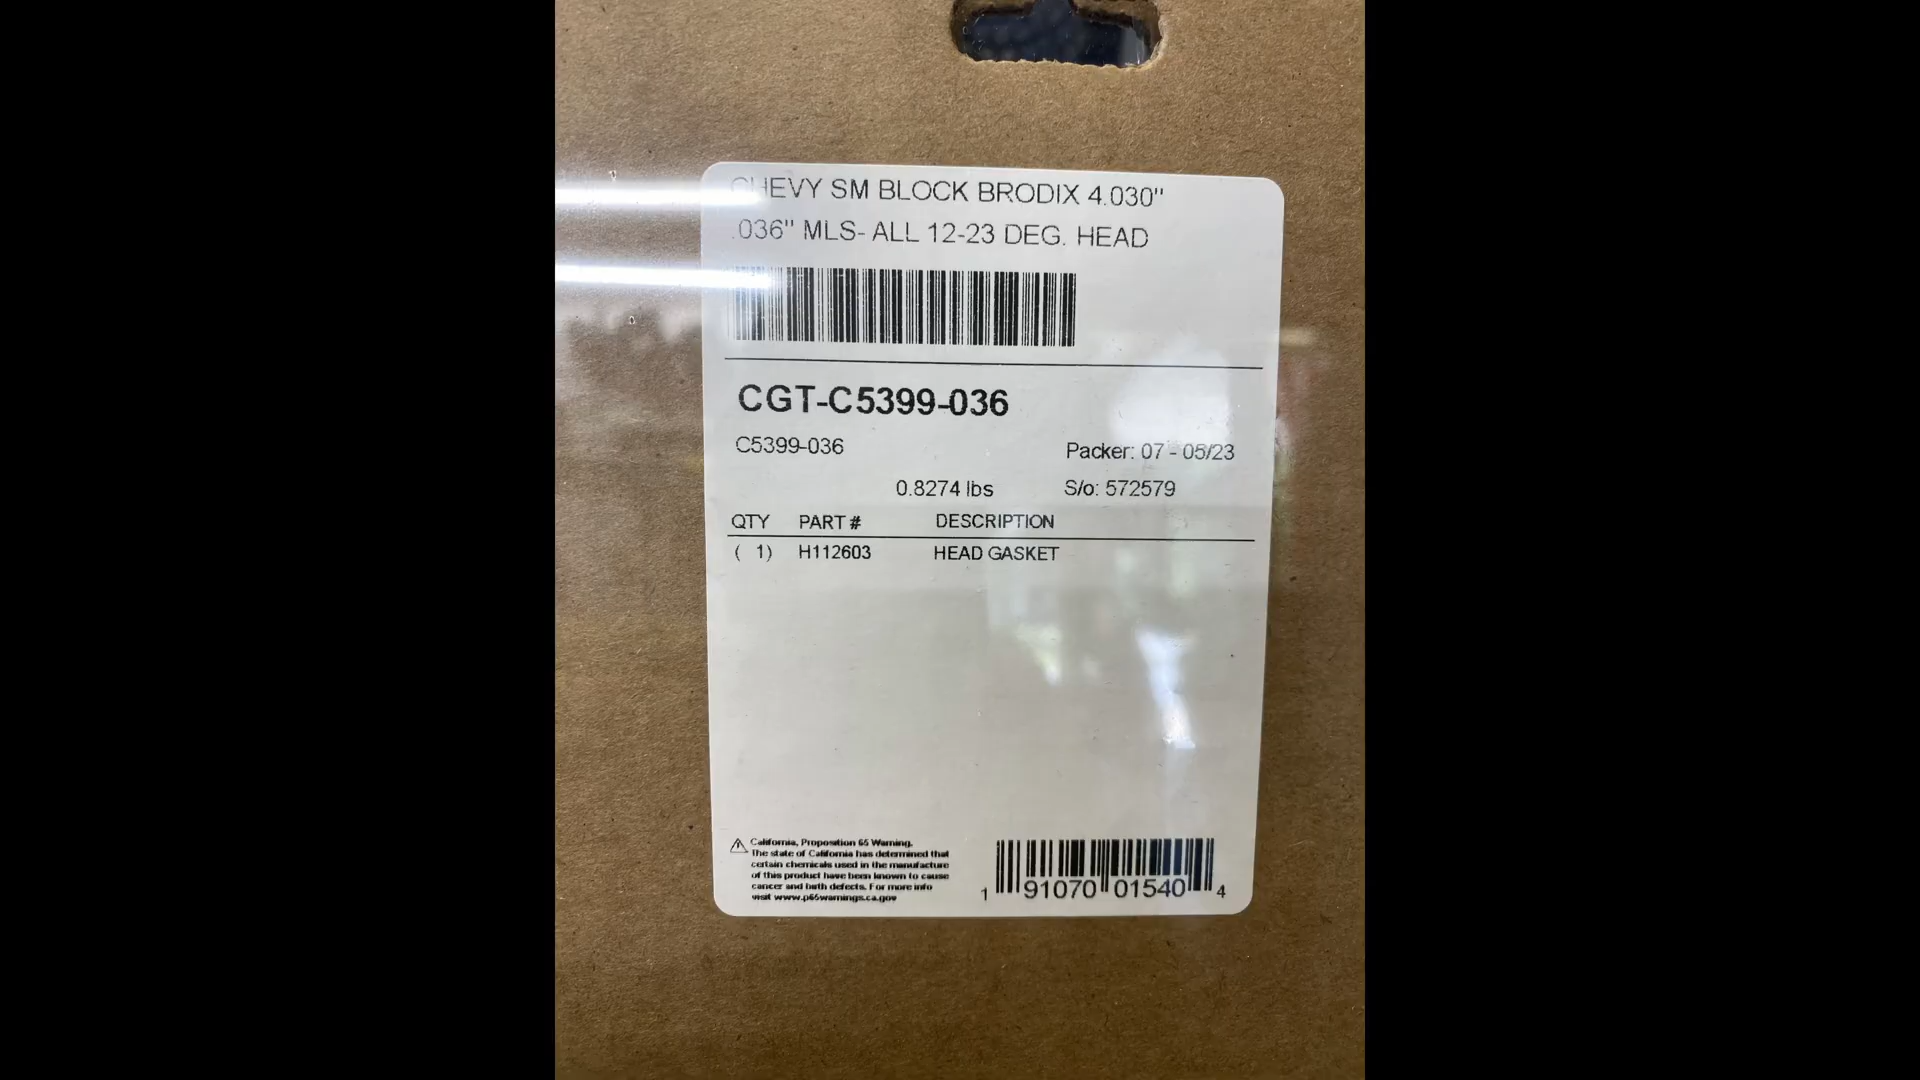 CHEVY SM BLOCK BRODIX 4.030"
.036" MLS- ALL 12-23 DEG. HEAD
CGT-C5399-036
C5399-036
Packer: 07 - 05/23
0.8274 lbs
S/o: 572579
QTY PART # DESCRIPTION
( 1) H112603 HEAD GASKET
California, Proposition 65 Warning.
The state of California has determined that
certain chemicals used in the manufacture
of this product have been known to cause
cancer and birth defects. For more info
visit www.p65warnings.ca.gov
1 91070 01540 4